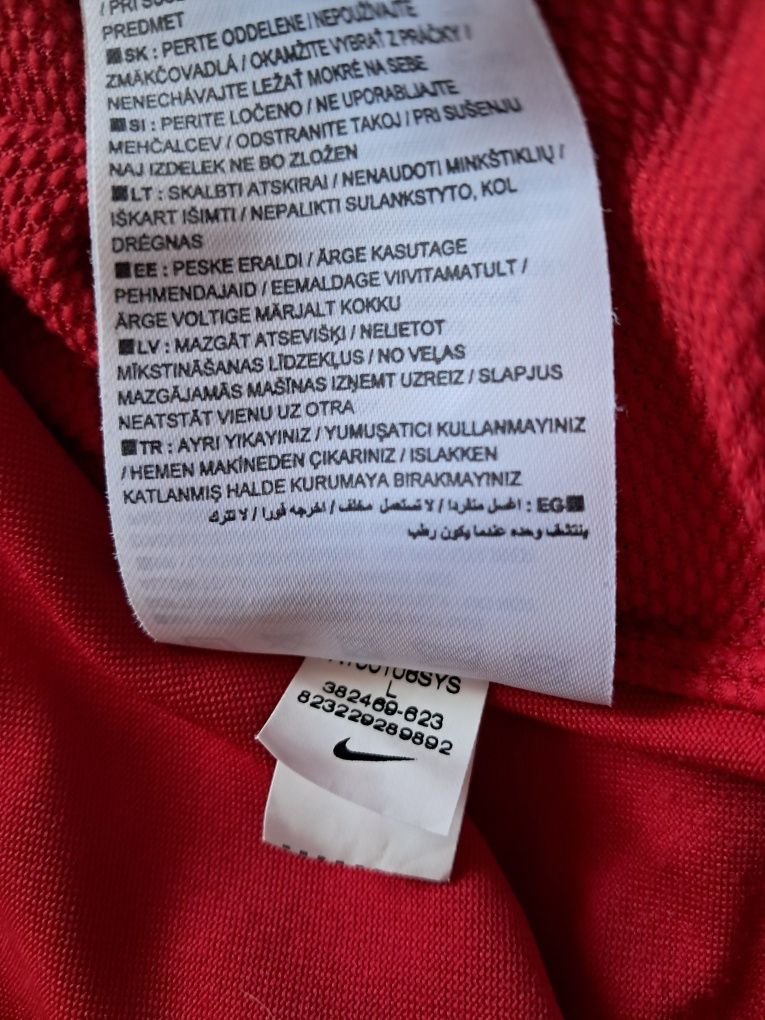 / PRI
PREDMET
SK : PERTE ODDELENE / NEPOUŽÍVAJTE
ZMÄKČOVADLÁ / OKAMŽITE VYBRAŤ Z PRÁČKY /
NENECHÁVAJTE LEŽAŤ MOKRÉ NA SEBE
SI : PERITE LOČENO / NE UPORABLJAJTE
MEHČALCEV / ODSTRANITE TAKOJ / PRI SUŠENJU
NAJ IZDELEK NE BO ZLOŽEN
LT : SKALBTI ATSKIRAI / NENAUDOTI MINKŠTIKLIŲ /
IŠKART IŠIMTI / NEPALIKTI SULANKSTYTO, KOL
DRĖGNAS
EE : PESKE ERALDI / ÄRGE KASUTAGE
PEHMENDAJAID / EEMALDAGE VIIVITAMATULT /
ÄRGE VOLTIGE MÄRJALT KOKKU
LV : MAZGĀT ATSEVIŠĶI / NELIETOT
MĪKSTINĀŠANAS LĪDZEKĻUS / NO VEĻAS
MAZGĀJAMĀS MAŠĪNAS IZŅEMT UZREIZ / SLAPJUS
NEATSTĀT VIENU UZ OTRA
TR : AYRI YIKAYINIZ / YUMUŞATICI KULLANMAYINIZ
/ HEMEN MAKİNEDEN ÇIKARINIZ / ISLAKKEN
KATLANMIŞ HALDE KURUMAYA BIRAKMAYINIZ
EG : اغسل منفردا / لا تستعمل مخفف / اخرجه فورا / لا تترك
ينتشف وحده عندما يكون رطب
L
382469-623
823229289892